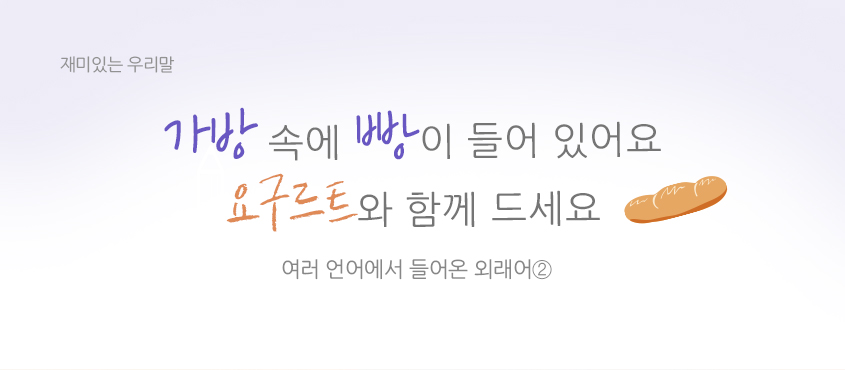 재미있는 우리말
가방 속에 빵이 들어 있어요
요구르트와 함께 드세요
여러 언어에서 들어온 외래어②